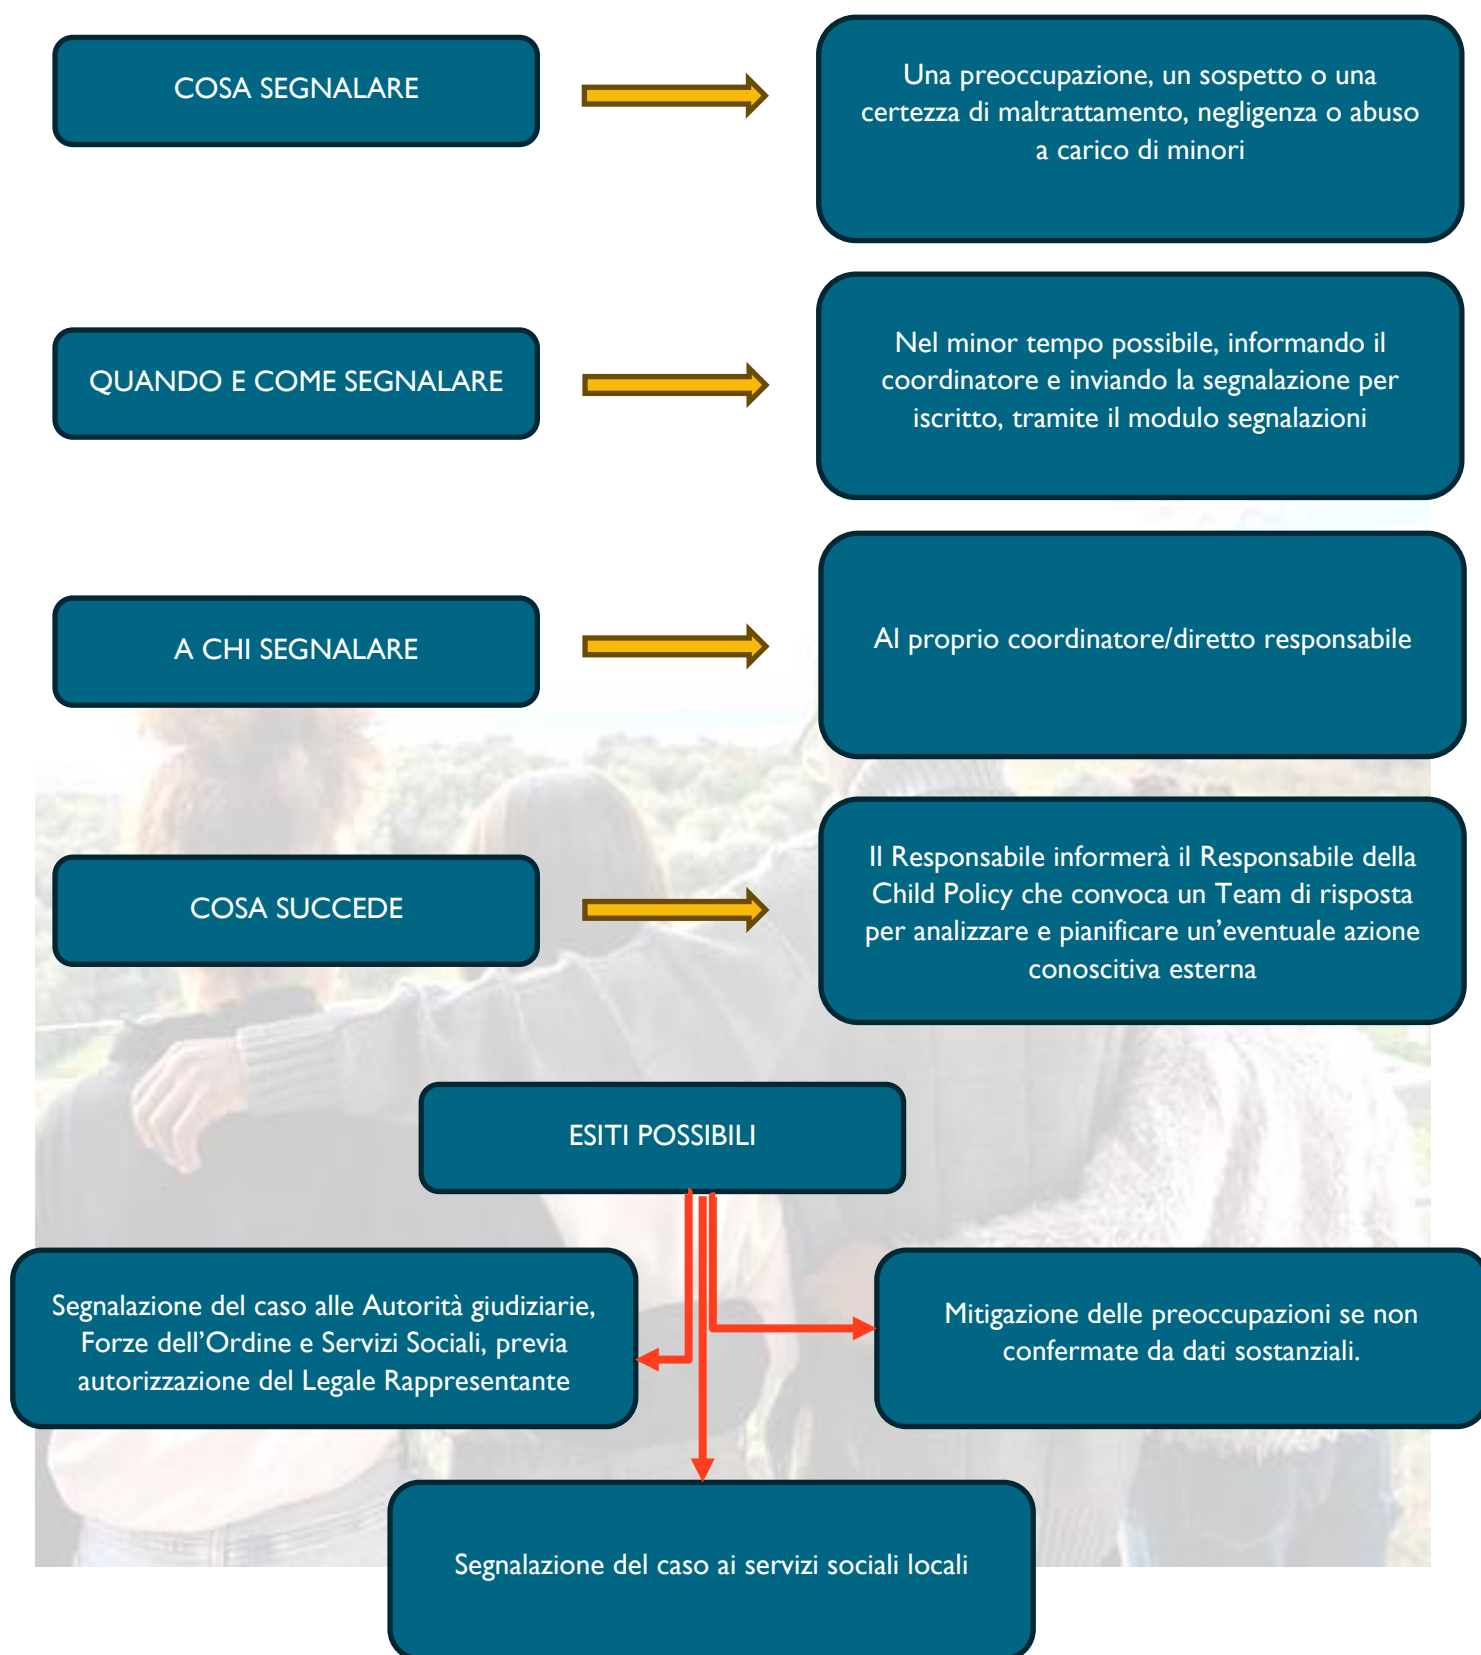 COSA SEGNALARE
Una preoccupazione, un sospetto o una
certezza di maltrattamento, negligenza o abuso
a carico di minori
QUANDO E COME SEGNALARE
Nel minor tempo possibile, informando il
coordinatore e inviando la segnalazione per
iscritto, tramite il modulo segnalazioni
A CHI SEGNALARE
Al proprio coordinatore/diretto responsabile
COSA SUCCEDE
Il Responsabile informerà il Responsabile della
Child Policy che convoca un Team di risposta
per analizzare e pianificare un’eventuale azione
conoscitiva esterna
ESITI POSSIBILI
Segnalazione del caso alle Autorità giudiziarie,
Forze dell’Ordine e Servizi Sociali, previa
autorizzazione del Legale Rappresentante
Mitigazione delle preoccupazioni se non
confermate da dati sostanziali.
Segnalazione del caso ai servizi sociali locali